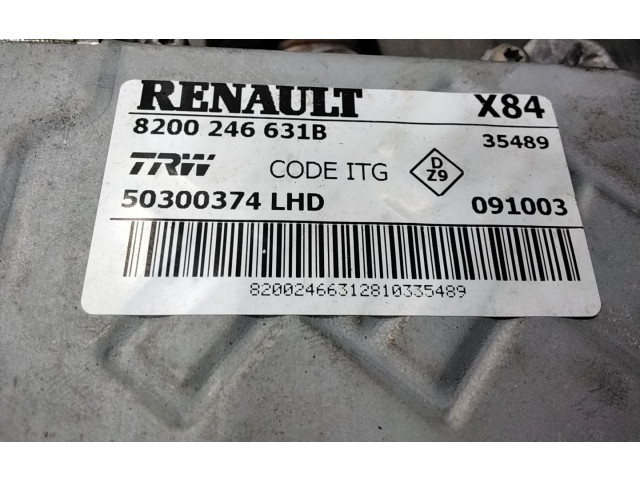 RENAULT X84
8200 246 631B 35489
TRW CODE ITG D Z9
50300374 LHD 091003
82002466312810335489